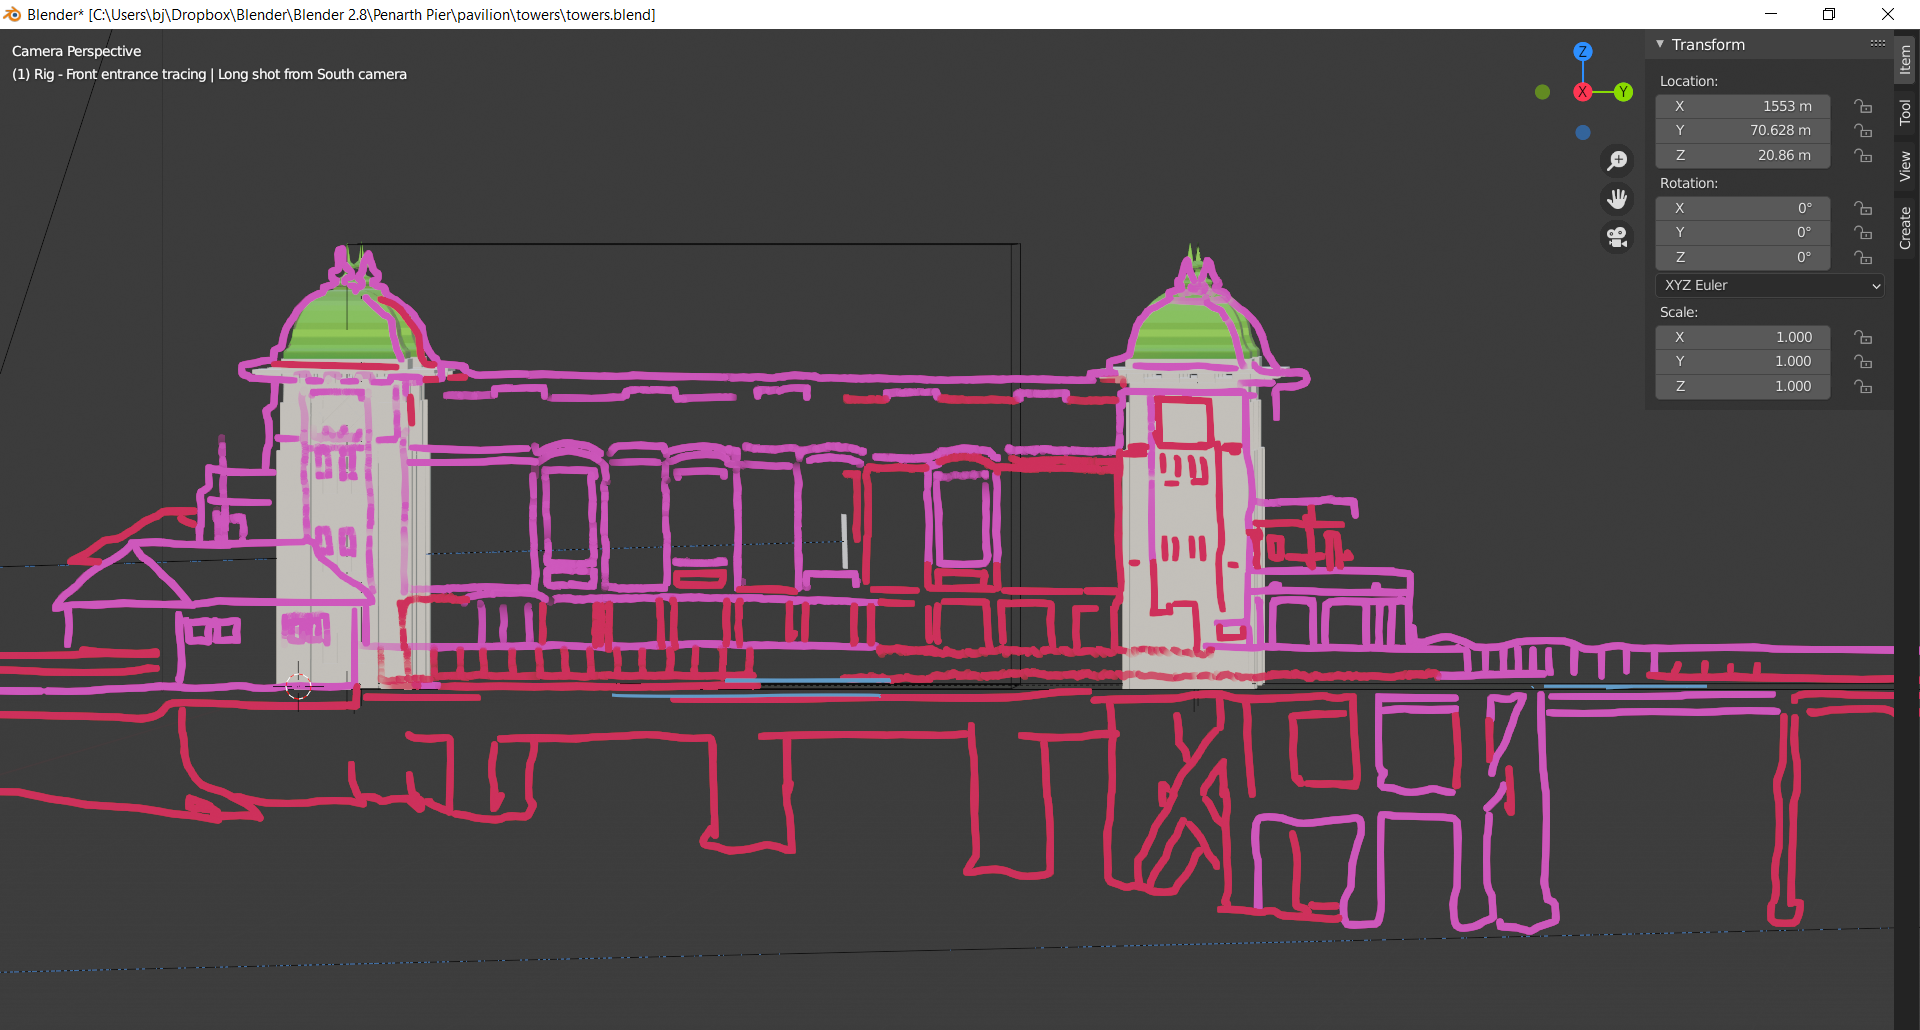 Blender* [C:\Users\bj\Dropbox\Blender\Blender 2.8\Penarth Pier\pavilion\towers\towers.blend]
Camera Perspective
(1) Rig - Front entrance tracing | Long shot from South camera
Z
X
Y
Transform
Location:
X 1553 m
Y 70.628 m
Z 20.86 m
Rotation:
X 0°
Y 0°
Z 0°
XYZ Euler
Scale:
X 1.000
Y 1.000
Z 1.000
Item
Tool
View
Create